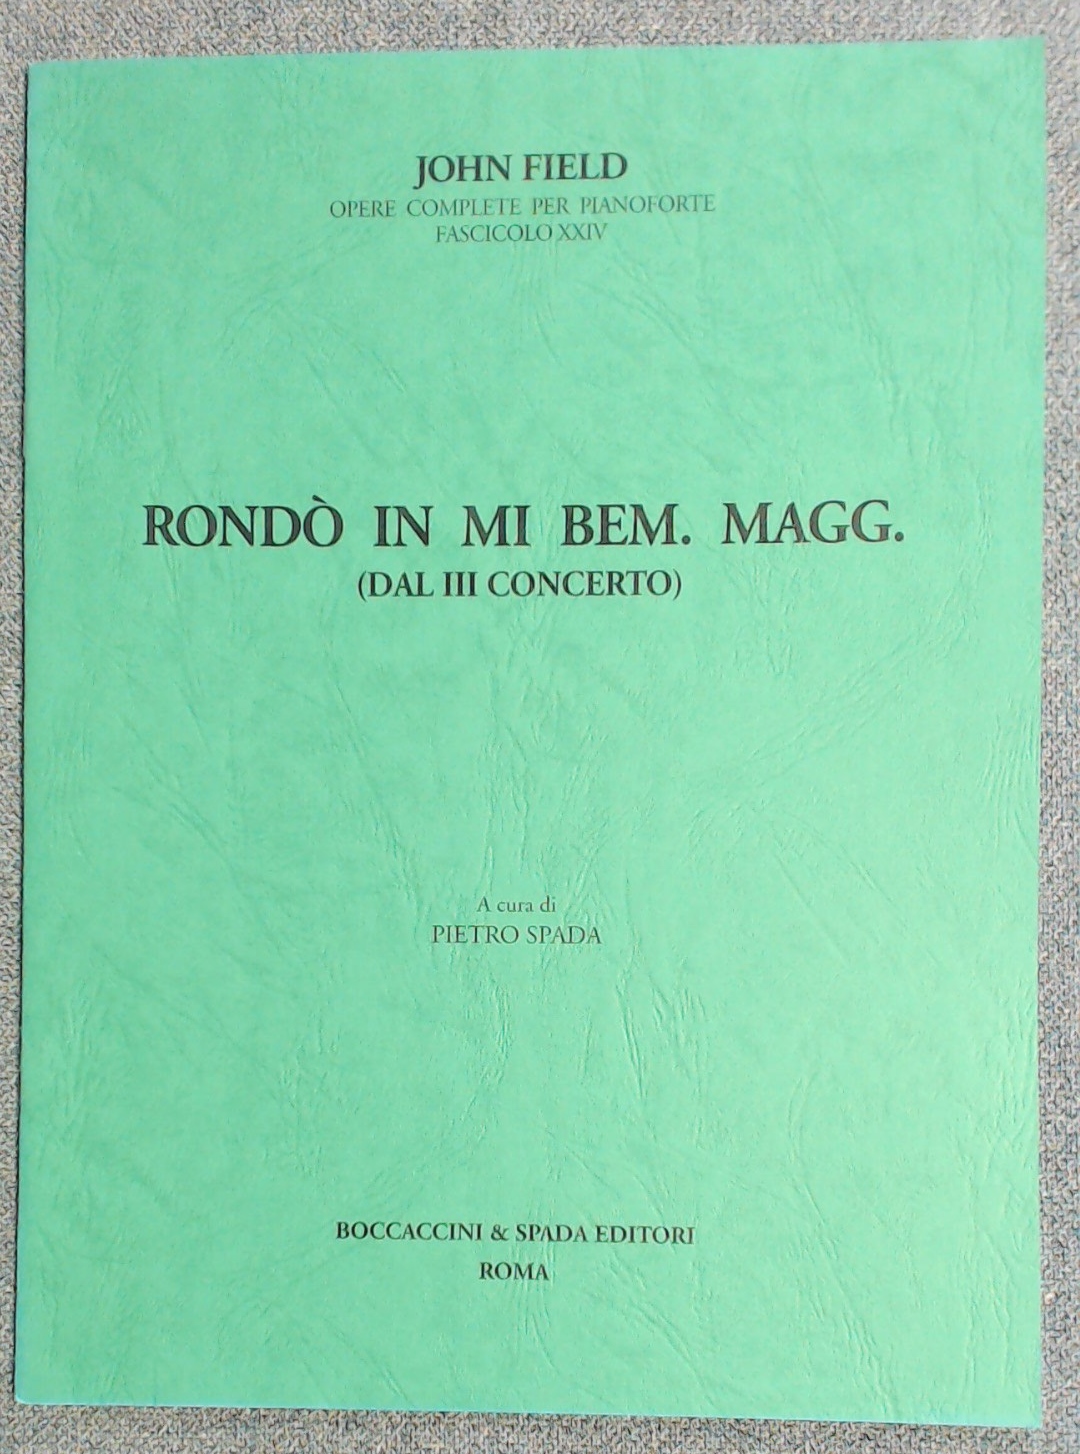 JOHN FIELD
OPERE COMPLETE PER PIANOFORTE
FASCICOLO XXIV
RONDÒ IN MI BEM. MAGG.
(DAL III CONCERTO)
A cura di
PIETRO SPADA
BOCCACCINI & SPADA EDITORI
ROMA